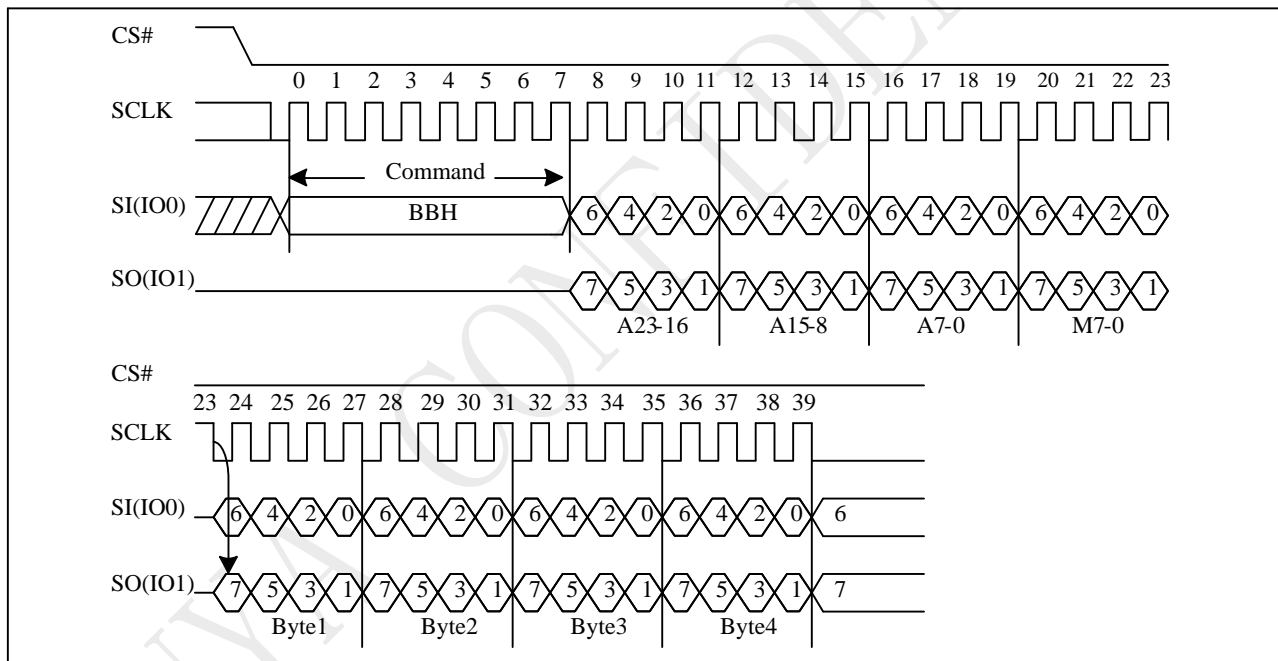 CS#
0 1 2 3 4 5 6 7 8 9 10 11 12 13 14 15 16 17 18 19 20 21 22 23
SCLK
Command
SI(IO0) BBH 6 4 2 0 6 4 2 0 6 4 2 0 6 4 2 0
SO(IO1) 7 5 3 1 7 5 3 1 7 5 3 1 7 5 3 1
A23-16 A15-8 A7-0 M7-0
CS#
23 24 25 26 27 28 29 30 31 32 33 34 35 36 37 38 39
SCLK
SI(IO0) 6 4 2 0 6 4 2 0 6 4 2 0 6 4 2 0 6
SO(IO1) 7 5 3 1 7 5 3 1 7 5 3 1 7 5 3 1 7
Byte1 Byte2 Byte3 Byte4